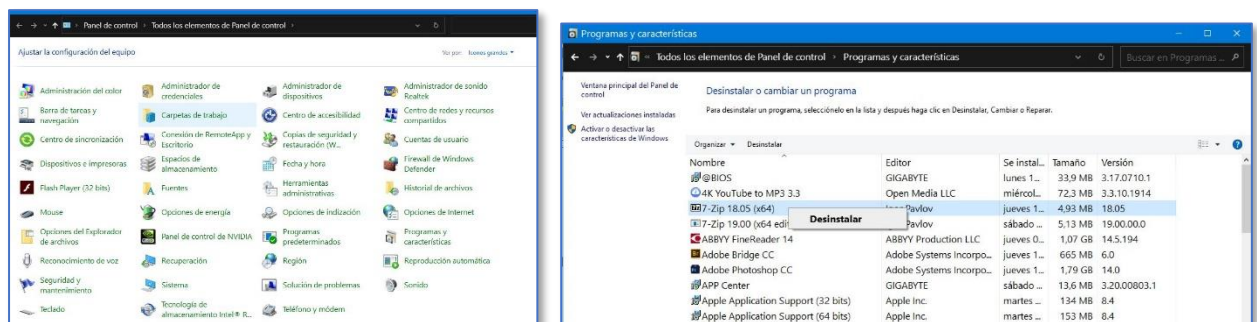 Panel de control › Todos los elementos de Panel de control ›
Ajustar la configuración del equipo
Ver por: Iconos grandes
Administración del color
Administrador de credenciales
Administrador de dispositivos
Administrador de sonido Realtek
Barra de tareas y navegación
Carpetas de trabajo
Centro de accesibilidad
Centro de redes y recursos compartidos
Centro de sincronización
Conexión de RemoteApp y Escritorio
Copias de seguridad y restauración (W...
Cuentas de usuario
Dispositivos e impresoras
Espacios de almacenamiento
Fecha y hora
Firewall de Windows Defender
Flash Player (32 bits)
Fuentes
Herramientas administrativas
Historial de archivos
Mouse
Opciones de energía
Opciones de indización
Opciones de Internet
Opciones del Explorador de archivos
Panel de control de NVIDIA
Programas predeterminados
Programas y características
Reconocimiento de voz
Recuperación
Región
Reproducción automática
Seguridad y mantenimiento
Sistema
Solución de problemas
Sonido
Teclado
Tecnología de almacenamiento Intel® R...
Teléfono y módem
Programas y características
« Todos los elementos de Panel de control › Programas y características
Buscar en Programas ...
Ventana principal del Panel de control
Ver actualizaciones instaladas
Activar o desactivar las características de Windows
Desinstalar o cambiar un programa
Para desinstalar un programa, selecciónelo en la lista y después haga clic en Desinstalar, Cambiar o Reparar.
Organizar Desinstalar
Nombre Editor Se instal... Tamaño Versión
@BIOS GIGABYTE lunes 1... 33,9 MB 3.17.0710.1
4K YouTube to MP3 3.3 Open Media LLC miércol... 72,3 MB 3.3.10.1914
7-Zip 18.05 (x64) Pavlov jueves 1... 4,93 MB 18.05
Desinstalar
7-Zip 19.00 (x64 edit Pavlov sábado ... 5,13 MB 19.00.00.0
ABBYY FineReader 14 ABBYY Production LLC jueves 0... 1,07 GB 14.5.194
Adobe Bridge CC Adobe Systems Incorpo... jueves 1... 665 MB 6.0
Adobe Photoshop CC Adobe Systems Incorpo... jueves 1... 1,79 GB 14.0
APP Center GIGABYTE sábado ... 13,6 MB 3.20.00803.1
Apple Application Support (32 bits) Apple Inc. martes ... 134 MB 8.4
Apple Application Support (64 bits) Apple Inc. martes ... 153 MB 8.4